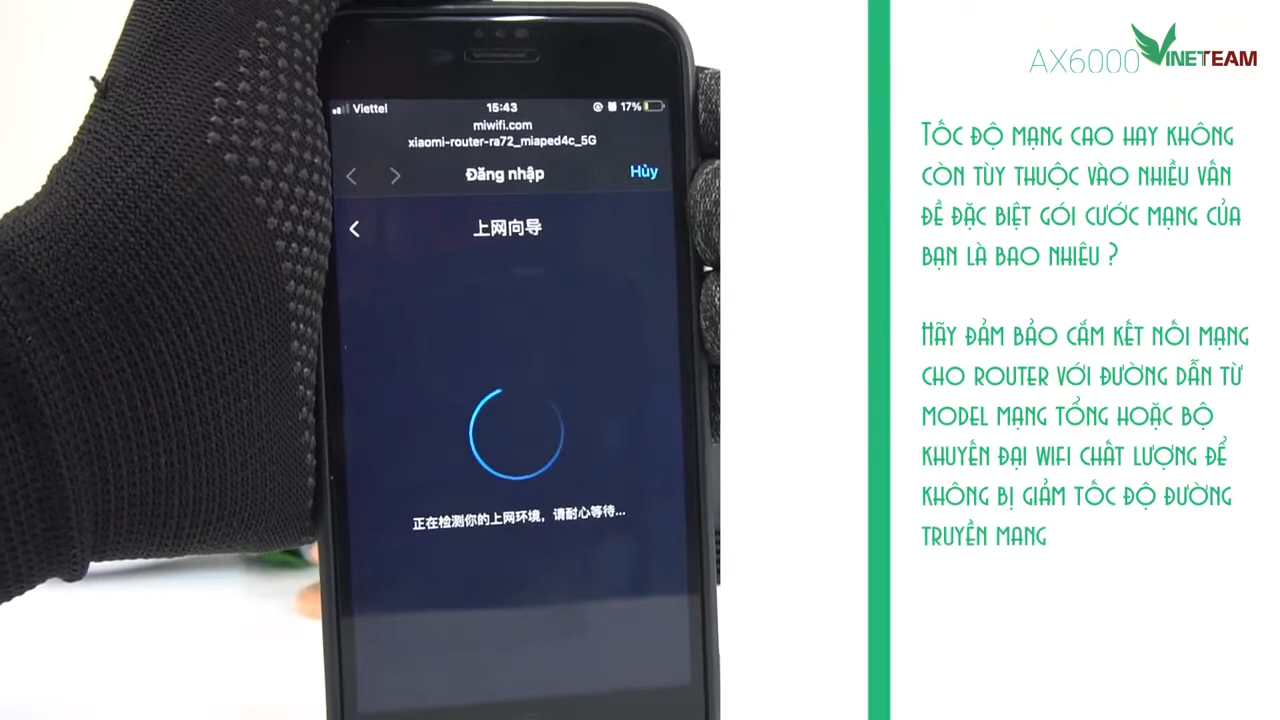 Viettel 15:43 17%
miwifi.com
xiaomi-router-ra72_miaped4c_5G
Đăng nhập Hủy
上网向导
正在检测你的上网环境，请耐心等待...
AX6000 VINETEAM
TỐC ĐỘ MẠNG CAO HAY KHÔNG
CÒN TÙY THUỘC VÀO NHIỀU VẤN
ĐỀ ĐẶC BIỆT GÓI CƯỚC MẠNG CỦA
BẠN LÀ BAO NHIÊU ?
HÃY ĐẢM BẢO CẮM KẾT NỐI MẠNG
CHO ROUTER VỚI ĐƯỜNG DẪN TỪ
MODEL MẠNG TỔNG HOẶC BỘ
KHUYẾN ĐẠI WIFI CHẤT LƯỢNG ĐỂ
KHÔNG BỊ GIẢM TỐC ĐỘ ĐƯỜNG
TRUYỀN MANG